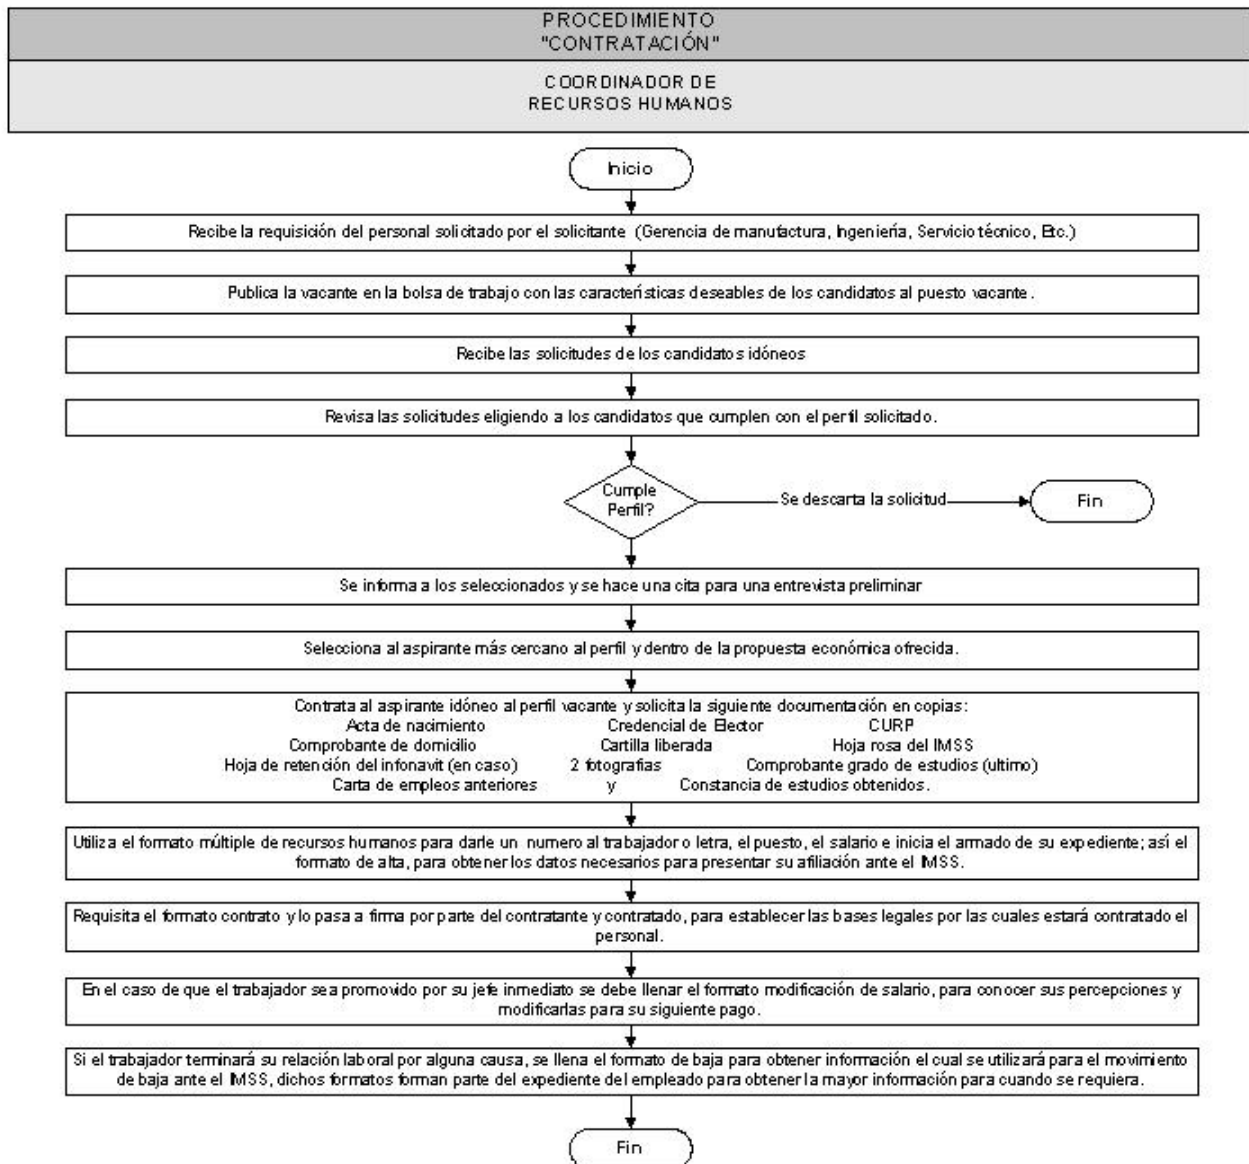 PROCEDIMIENTO
"CONTRATACIÓN"
COORDINADOR DE
RECURSOS HUMANOS
Inicio
Recibe la requisición del personal solicitado por el solicitante (Gerencia de manufactura, Ingeniería, Servicio técnico, Etc.)
Publica la vacante en la bolsa de trabajo con las características deseables de los candidatos al puesto vacante.
Recibe las solicitudes de los candidatos idóneos
Revisa las solicitudes eligiendo a los candidatos que cumplen con el perfil solicitado.
Cumple
Perfil?
Se descarta la solicitud
Fin
Se informa a los seleccionados y se hace una cita para una entrevista preliminar
Selecciona al aspirante más cercano al perfil y dentro de la propuesta económica ofrecida.
Contrata al aspirante idóneo al perfil vacante y solicita la siguiente documentación en copias:
Acta de nacimiento Credencial de Elector CURP
Comprobante de domicilio Cartilla liberada Hoja rosa del IMSS
Hoja de retención del infonavit (en caso) 2 fotografías Comprobante grado de estudios (ultimo)
Carta de empleos anteriores y Constancia de estudios obtenidos.
Utiliza el formato múltiple de recursos humanos para darle un numero al trabajador o letra, el puesto, el salario e inicia el armado de su expediente; así el
formato de alta, para obtener los datos necesarios para presentar su afiliación ante el IMSS.
Requisita el formato contrato y lo pasa a firma por parte del contratante y contratado, para establecer las bases legales por las cuales estará contratado el
personal.
En el caso de que el trabajador sea promovido por su jefe inmediato se debe llenar el formato modificación de salario, para conocer sus percepciones y
modificarlas para su siguiente pago.
Si el trabajador terminará su relación laboral por alguna causa, se llena el formato de baja para obtener información el cual se utilizará para el movimiento
de baja ante el IMSS, dichos formatos forman parte del expediente del empleado para obtener la mayor información para cuando se requiera.
Fin